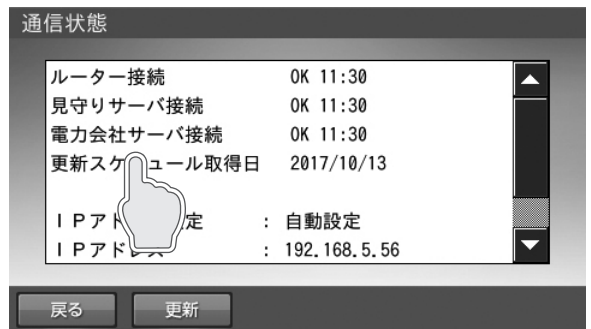 通信状態
ルーター接続 OK 11:30
見守りサーバ接続 OK 11:30
電力会社サーバ接続 OK 11:30
更新スケジュール取得日 2017/10/13
IPアド 定 : 自動設定
IPアドレス : 192.168.5.56
戻る 更新